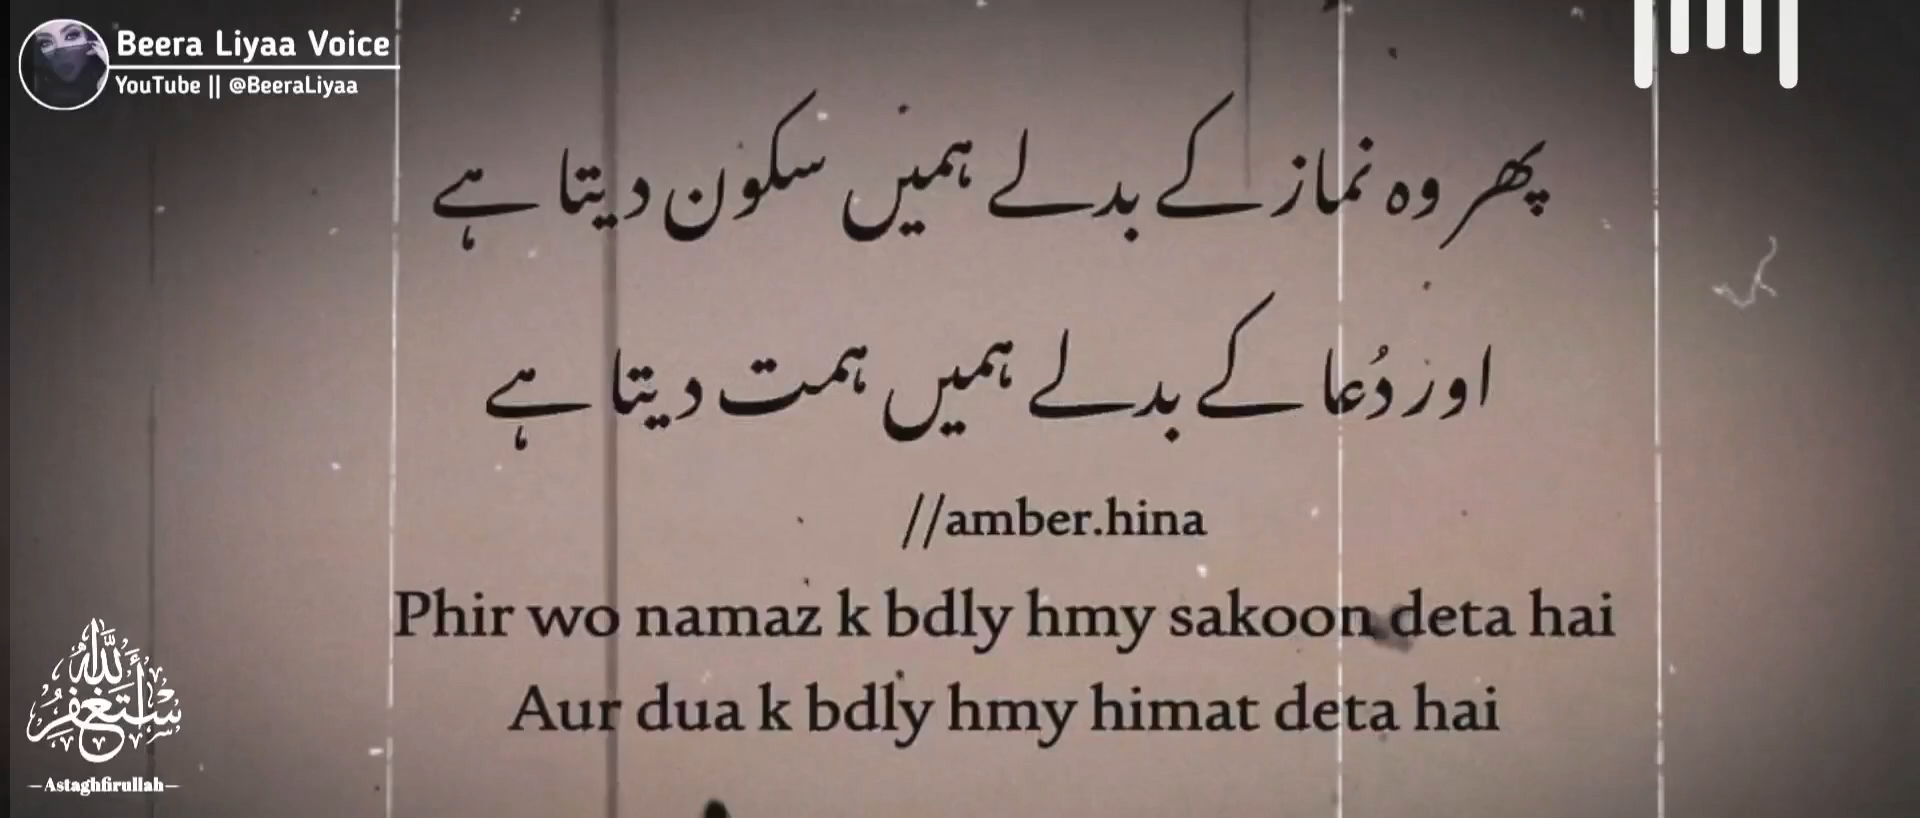 Beera Liyaa Voice
YouTube || @BeeraLiyaa
پھر وہ نماز کے بدلے ہمیں سکون دیتا ہے
اور دُعا کے بدلے ہمیں ہمت دیتا ہے
//amber.hina
Phir wo namaz k bdly hmy sakoon deta hai
Aur dua k bdly hmy himat deta hai
أستغفر الله
—Astaghfirullah—